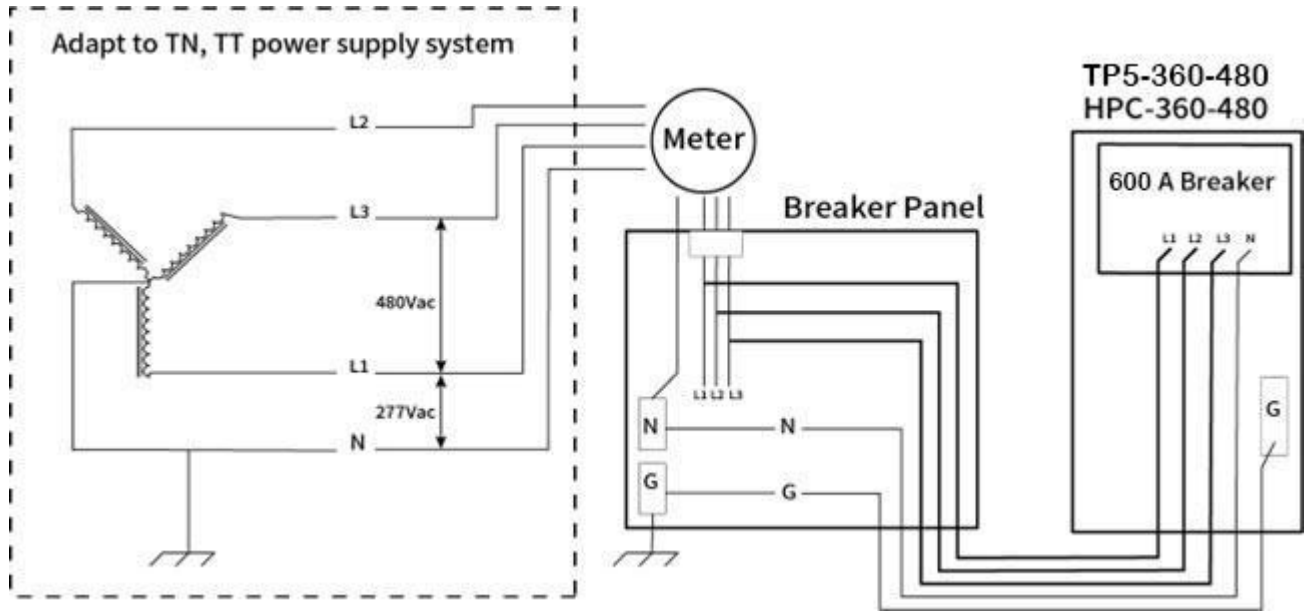 Adapt to TN, TT power supply system
L2
L3
480Vac
L1
277Vac
N
Meter
Breaker Panel
L1 L2 L3
N
N
G
G
TP5-360-480
HPC-360-480
600 A Breaker
L1 L2 L3 N
G